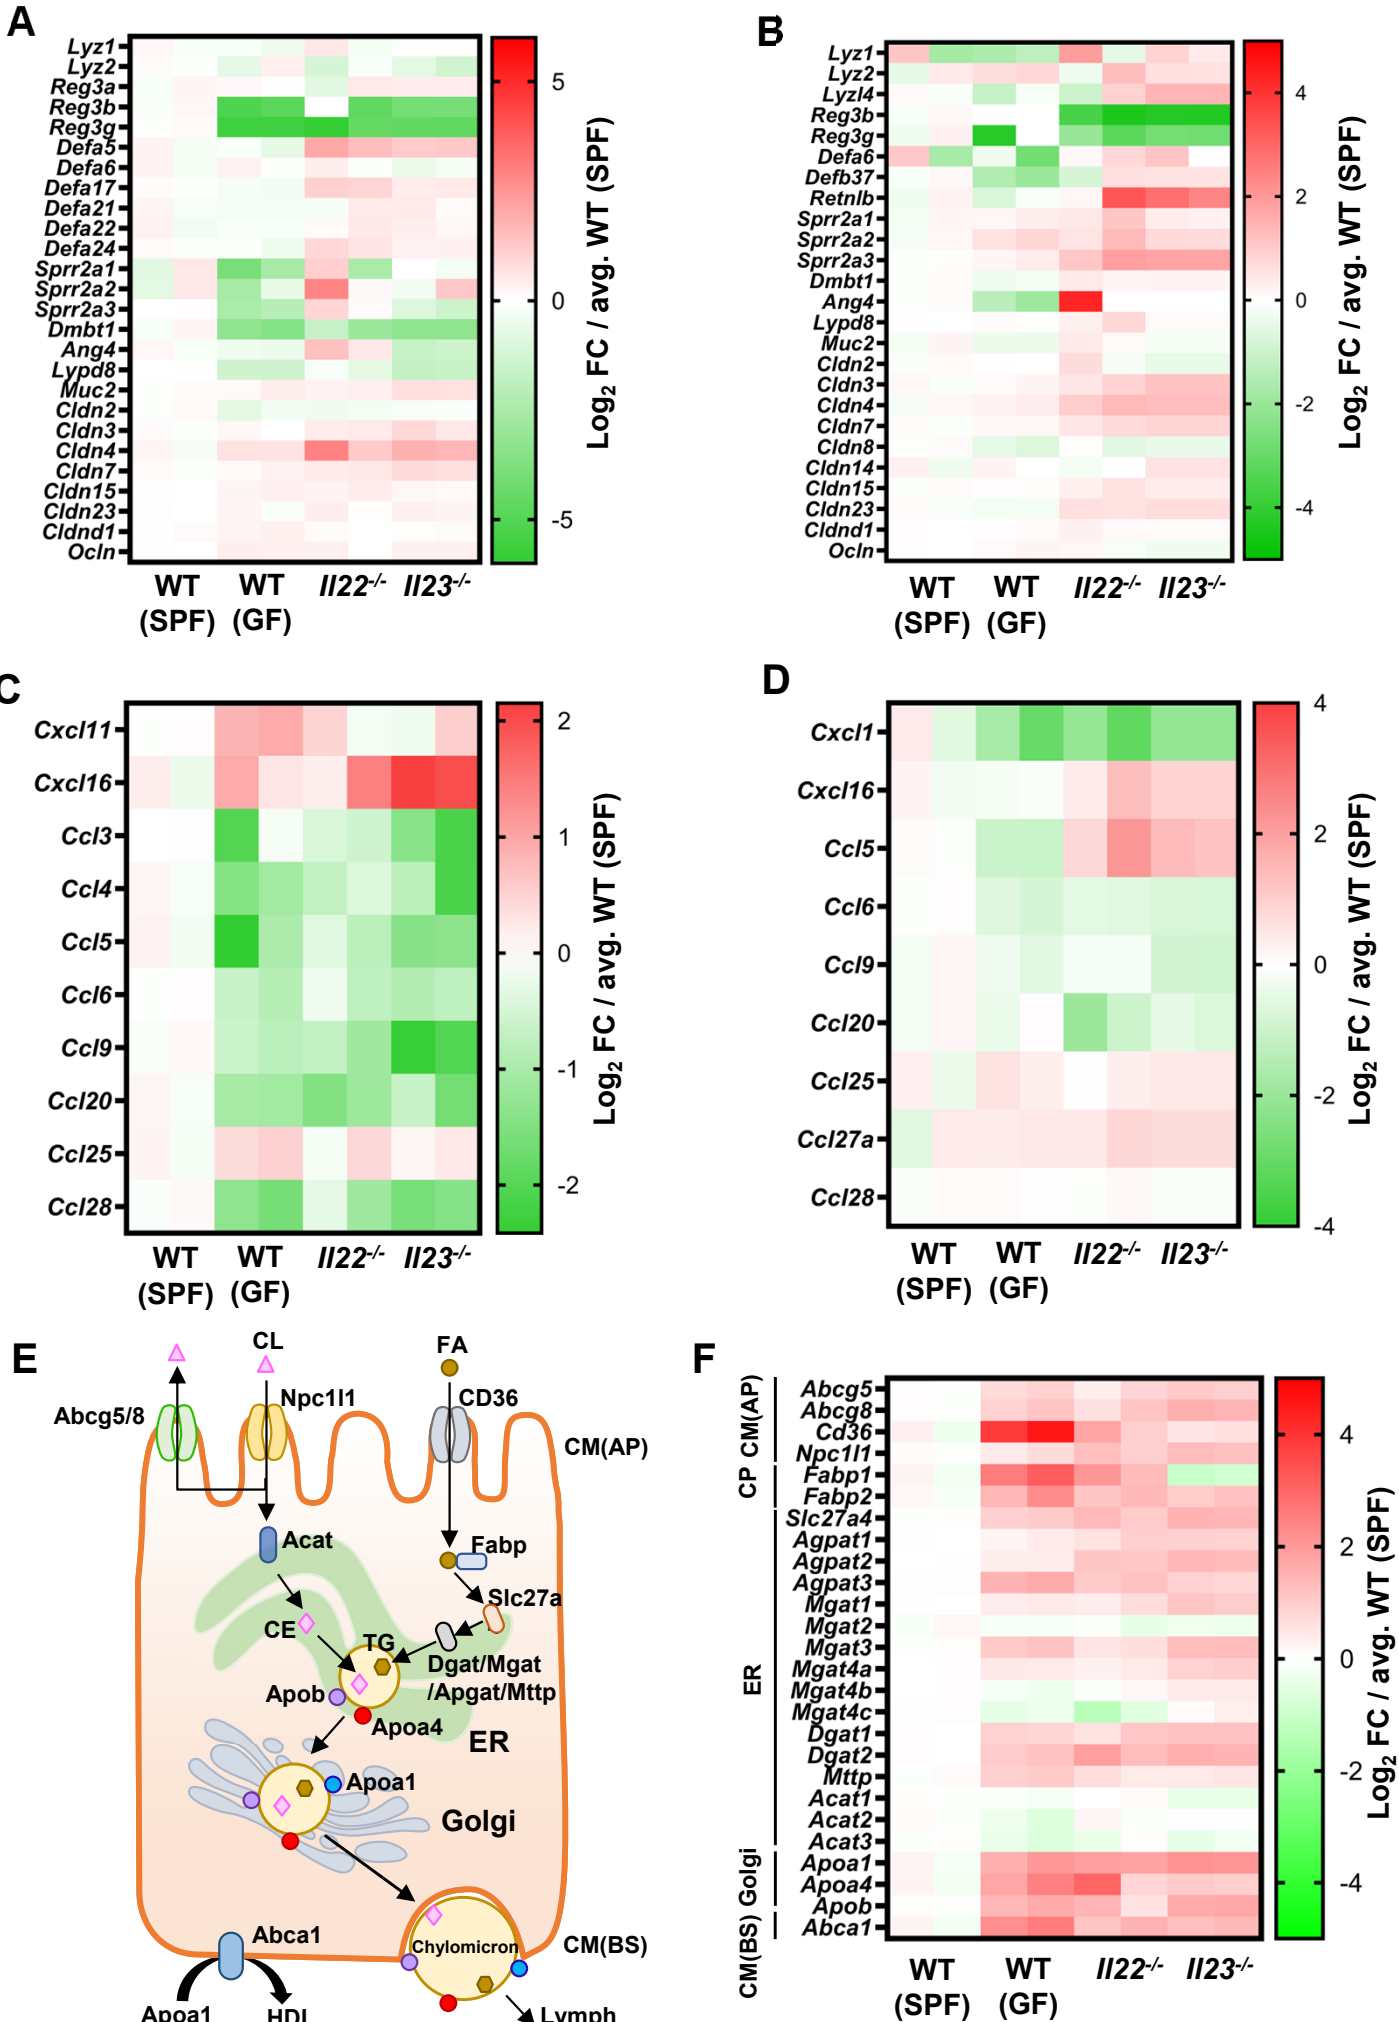 A
Lyz1
Lyz2
Reg3a
Reg3b
Reg3g
Defa5
Defa6
Defa17
Defa21
Defa22
Defa24
Sprr2a1
Sprr2a2
Sprr2a3
Dmbt1
Ang4
Lypd8
Muc2
Cldn2
Cldn3
Cldn4
Cldn7
Cldn15
Cldn23
Cldnd1
Ocln
WT (SPF)
WT (GF)
Il22-/-
Il23-/-
5
0
-5
Log2 FC / avg. WT (SPF)
B
Lyz1
Lyz2
Lyzl4
Reg3b
Reg3g
Defa6
Defb37
Retnlb
Sprr2a1
Sprr2a2
Sprr2a3
Dmbt1
Ang4
Lypd8
Muc2
Cldn2
Cldn3
Cldn4
Cldn7
Cldn8
Cldn14
Cldn15
Cldn23
Cldnd1
Ocln
WT (SPF)
WT (GF)
Il22-/-
Il23-/-
4
2
0
-2
-4
Log2 FC / avg. WT (SPF)
C
Cxcl11
Cxcl16
Ccl3
Ccl4
Ccl5
Ccl6
Ccl9
Ccl20
Ccl25
Ccl28
WT (SPF)
WT (GF)
Il22-/-
Il23-/-
2
1
0
-1
-2
Log2 FC / avg. WT (SPF)
D
Cxcl1
Cxcl16
Ccl5
Ccl6
Ccl9
Ccl20
Ccl25
Ccl27a
Ccl28
WT (SPF)
WT (GF)
Il22-/-
Il23-/-
4
2
0
-2
-4
Log2 FC / avg. WT (SPF)
E
CL
FA
Abcg5/8
Npc1l1
CD36
CM(AP)
Acat
Fabp
Slc27a
CE
TG
Dgat/Mgat
/Apgat/Mttp
Apob
Apoa4
ER
Apoa1
Golgi
Abca1
Chylomicron
CM(BS)
Apoa1
HDL
Lymph
F
CM(AP)
CP
ER
Golgi
CM(BS)
Abcg5
Abcg8
Cd36
Npc1l1
Fabp1
Fabp2
Slc27a4
Agpat1
Agpat2
Agpat3
Mgat1
Mgat2
Mgat3
Mgat4a
Mgat4b
Mgat4c
Dgat1
Dgat2
Mttp
Acat1
Acat2
Acat3
Apoa1
Apoa4
Apob
Abca1
WT (SPF)
WT (GF)
Il22-/-
Il23-/-
4
2
0
-2
-4
Log2 FC / avg. WT (SPF)